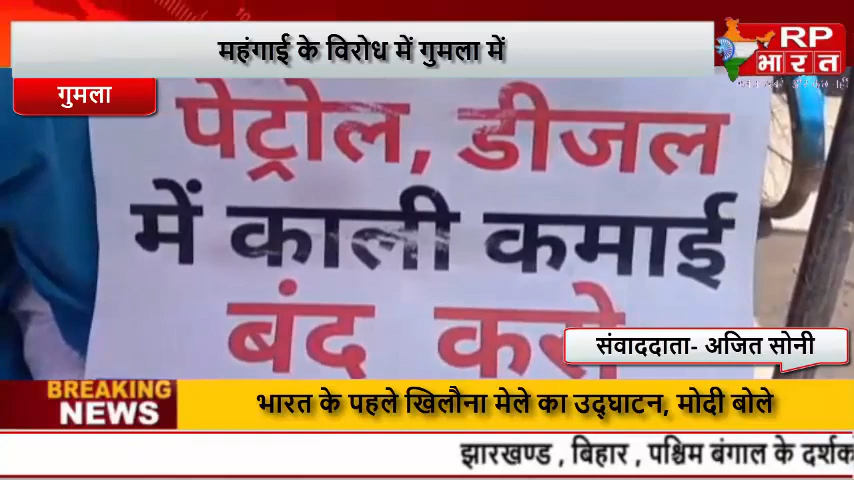 महंगाई के विरोध में गुमला में
RP
भारत
गुमला
पेट्रोल, डीजल
में काली कमाई
बंद करो
संवाददाता- अजित सोनी
BREAKING
NEWS
भारत के पहले खिलौना मेले का उद्घाटन, मोदी बोले
झारखण्ड , बिहार , पश्चिम बंगाल के दर्शक